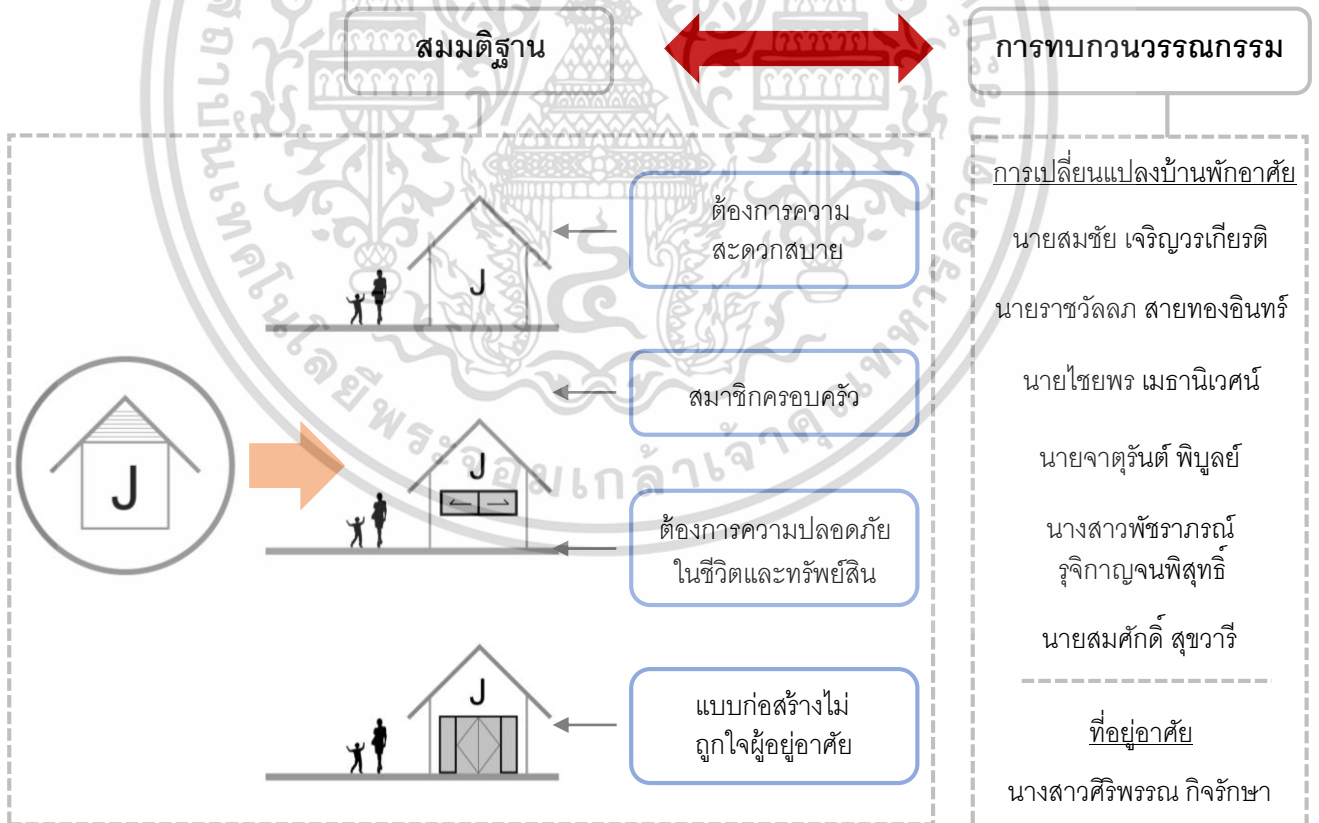 สมมติฐาน
การทบกวนวรรณกรรม
ต้องการความ
สะดวกสบาย
สมาชิกครอบครัว
ต้องการความปลอดภัย
ในชีวิตและทรัพย์สิน
แบบก่อสร้างไม่
ถูกใจผู้อยู่อาศัย
J
J
J
J
การเปลี่ยนแปลงบ้านพักอาศัย
นายสมชัย เจริญวรเกียรติ
นายราชวัลลภ สายทองอินทร์
นายไชยพร เมธานิเวศน์
นายจาตุรันต์ พิบูลย์
นางสาวพัชราภรณ์
รุจิกาญจนพิสุทธิ์
นายสมศักดิ์ สุขวารี
ที่อยู่อาศัย
นางสาวศิริพรรณ กิจรักษา